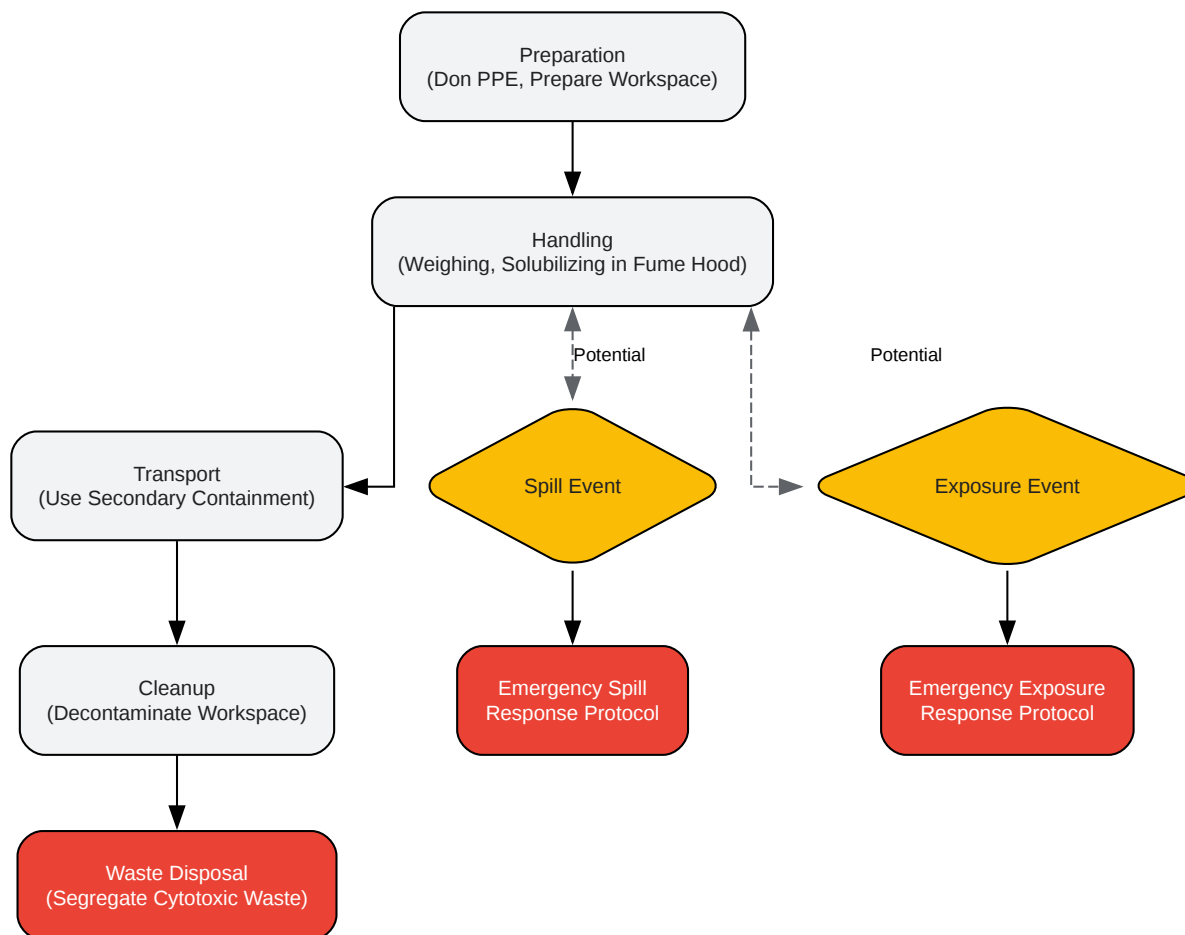 Preparation
(Don PPE, Prepare Workspace)
Handling
(Weighing, Solubilizing in Fume Hood)
Potential
Potential
Transport
(Use Secondary Containment)
Spill Event
Exposure Event
Cleanup
(Decontaminate Workspace)
Emergency Spill
Response Protocol
Emergency Exposure
Response Protocol
Waste Disposal
(Segregate Cytotoxic Waste)